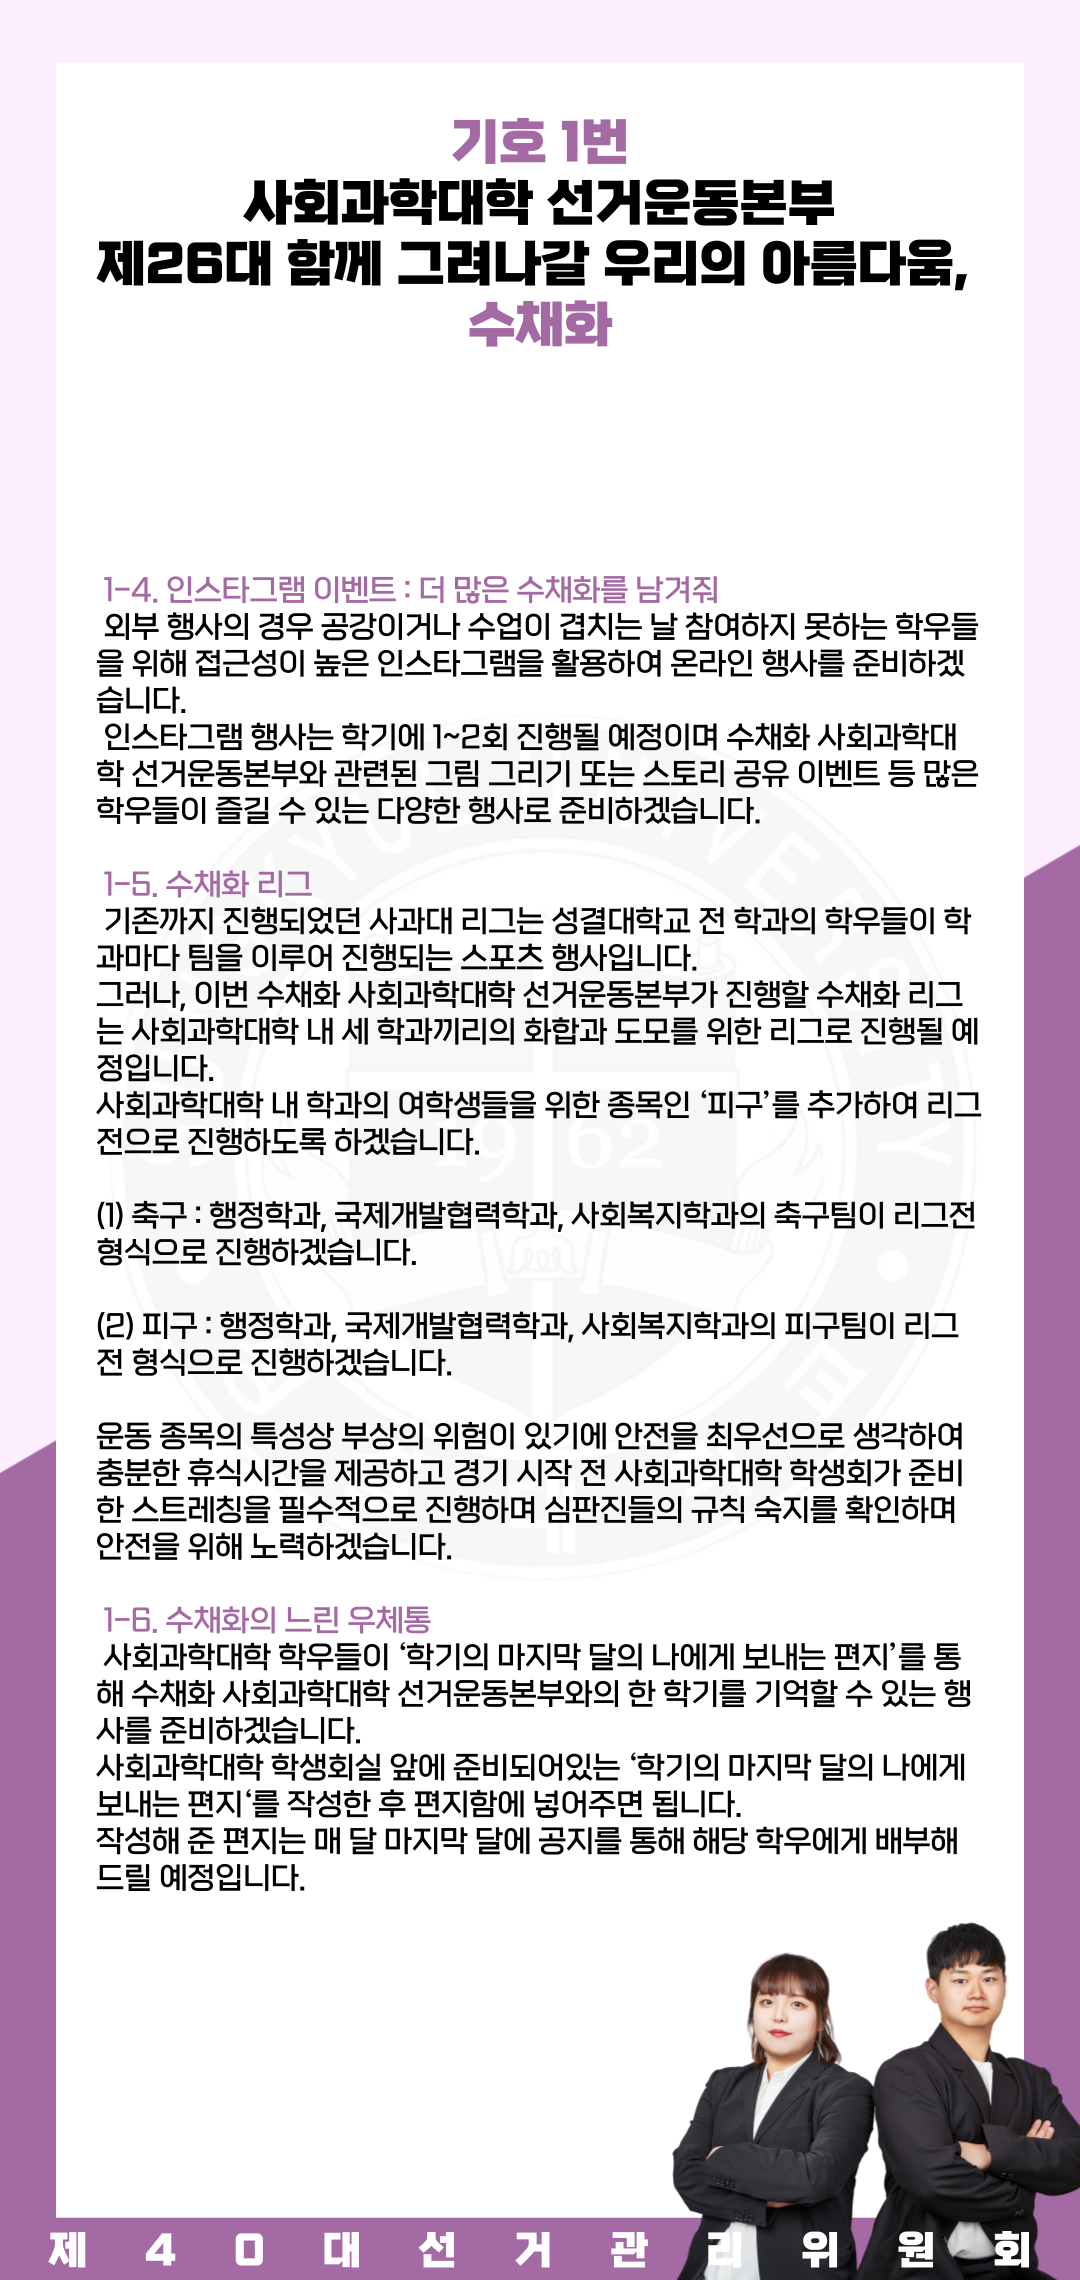 기호 1번
사회과학대학 선거운동본부
제26대 함께 그려나갈 우리의 아름다움,
수채화
1-4. 인스타그램 이벤트 : 더 많은 수채화를 남겨줘
외부 행사의 경우 공강이거나 수업이 겹치는 날 참여하지 못하는 학우들
을 위해 접근성이 높은 인스타그램을 활용하여 온라인 행사를 준비하겠
습니다.
인스타그램 행사는 학기에 1~2회 진행될 예정이며 수채화 사회과학대
학 선거운동본부와 관련된 그림 그리기 또는 스토리 공유 이벤트 등 많은
학우들이 즐길 수 있는 다양한 행사로 준비하겠습니다.
1-5. 수채화 리그
기존까지 진행되었던 사과대 리그는 성결대학교 전 학과의 학우들이 학
과마다 팀을 이루어 진행되는 스포츠 행사입니다.
그러나, 이번 수채화 사회과학대학 선거운동본부가 진행할 수채화 리그
는 사회과학대학 내 세 학과끼리의 화합과 도모를 위한 리그로 진행될 예
정입니다.
사회과학대학 내 학과의 여학생들을 위한 종목인 ‘피구’를 추가하여 리그
전으로 진행하도록 하겠습니다.
(1) 축구 : 행정학과, 국제개발협력학과, 사회복지학과의 축구팀이 리그전
형식으로 진행하겠습니다.
(2) 피구 : 행정학과, 국제개발협력학과, 사회복지학과의 피구팀이 리그
전 형식으로 진행하겠습니다.
운동 종목의 특성상 부상의 위험이 있기에 안전을 최우선으로 생각하여
충분한 휴식시간을 제공하고 경기 시작 전 사회과학대학 학생회가 준비
한 스트레칭을 필수적으로 진행하며 심판진들의 규칙 숙지를 확인하며
안전을 위해 노력하겠습니다.
1-6. 수채화의 느린 우체통
사회과학대학 학우들이 ‘학기의 마지막 달의 나에게 보내는 편지’를 통
해 수채화 사회과학대학 선거운동본부와의 한 학기를 기억할 수 있는 행
사를 준비하겠습니다.
사회과학대학 학생회실 앞에 준비되어있는 ‘학기의 마지막 달의 나에게
보내는 편지‘를 작성한 후 편지함에 넣어주면 됩니다.
작성해 준 편지는 매 달 마지막 달에 공지를 통해 해당 학우에게 배부해
드릴 예정입니다.
1962
제40대선거관리위원회